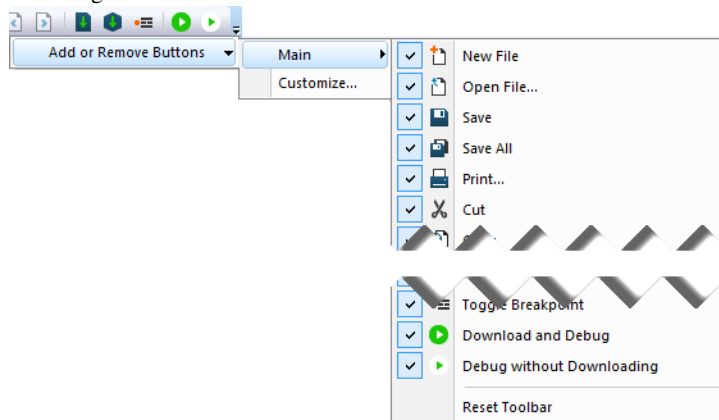 Add or Remove Buttons
Main
Customize...
New File
Open File...
Save
Save All
Print...
Cut
Toggle Breakpoint
Download and Debug
Debug without Downloading
Reset Toolbar